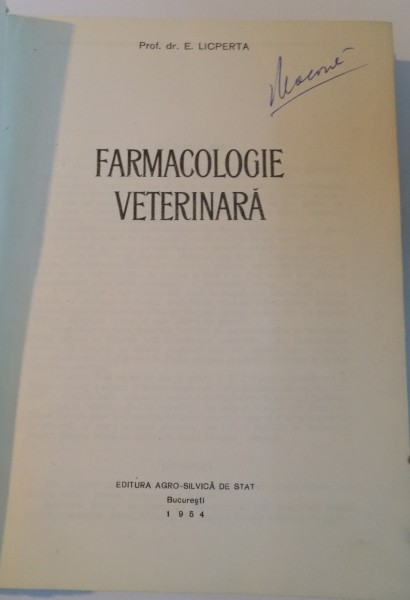 Prof. dr. E. LICPERTA
FARMACOLOGIE
VETERINARĂ
EDITURA AGRO-SILVICĂ DE STAT
București
1954